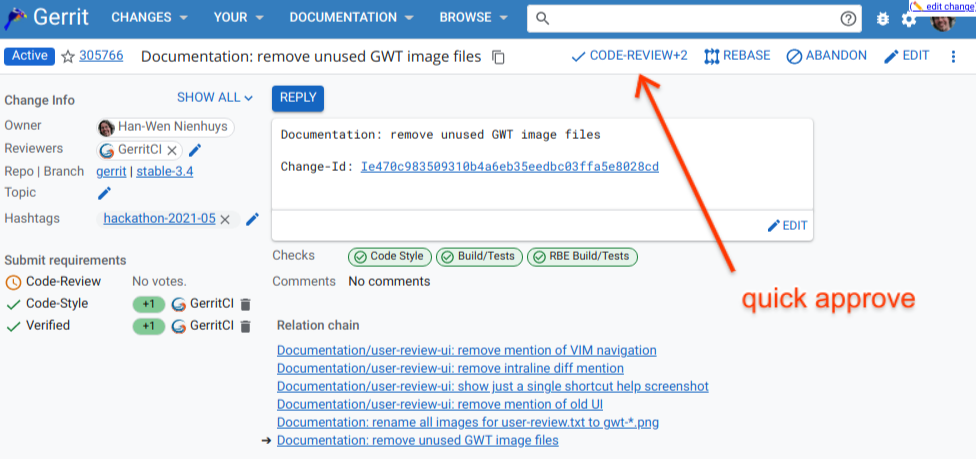 Gerrit CHANGES YOUR DOCUMENTATION BROWSE edit change
Active 305766 Documentation: remove unused GWT image files CODE-REVIEW+2 REBASE ABANDON EDIT
Change Info SHOW ALL
Owner Han-Wen Nienhuys
Reviewers GerritCI
Repo | Branch gerrit | stable-3.4
Topic
Hashtags hackathon-2021-05
Submit requirements
Code-Review No votes.
Code-Style +1 GerritCI
Verified +1 GerritCI
REPLY
Documentation: remove unused GWT image files
Change-Id: Ie470c983509310b4a6eb35eedbc03ffa5e8028cd
EDIT
Checks Code Style Build/Tests RBE Build/Tests
Comments No comments
quick approve
Relation chain
Documentation/user-review-ui: remove mention of VIM navigation
Documentation/user-review-ui: remove intraline diff mention
Documentation/user-review-ui: show just a single shortcut help screenshot
Documentation/user-review-ui: remove mention of old UI
Documentation: rename all images for user-review.txt to gwt-*.png
Documentation: remove unused GWT image files